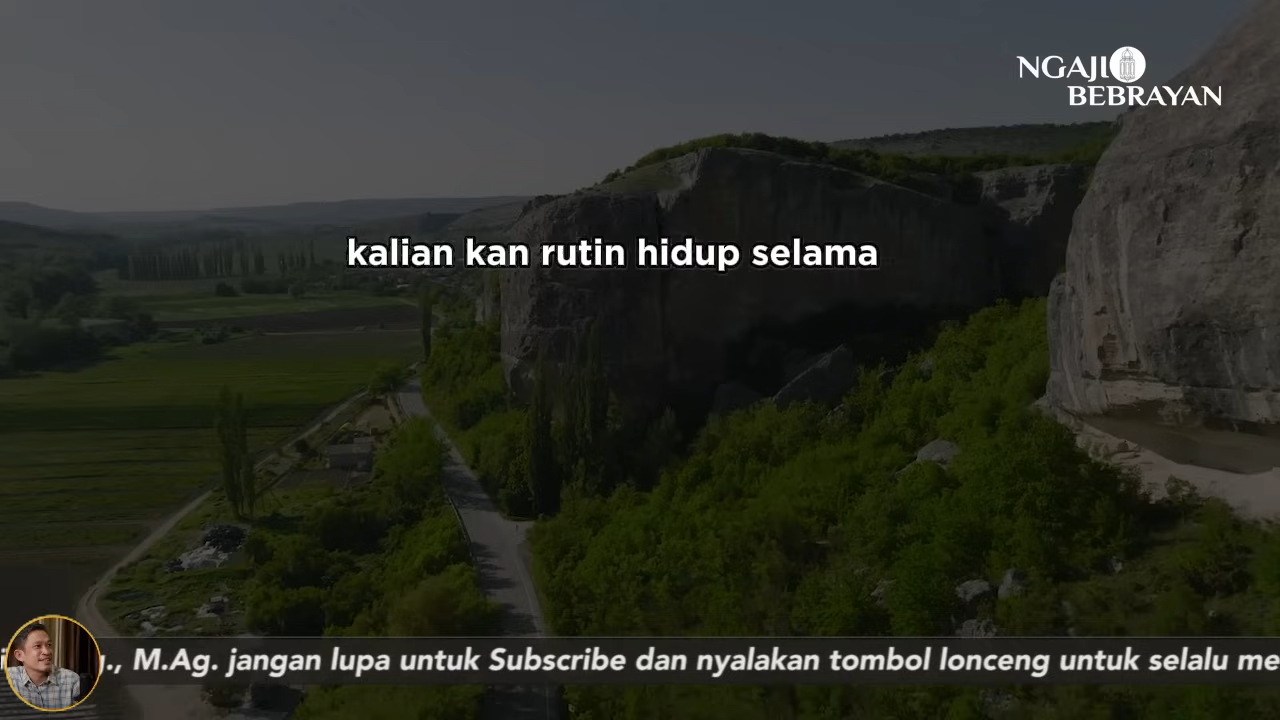 NGAJI
BEBRAYAN
kalian kan rutin hidup selama
., M.Ag. jangan lupa untuk Subscribe dan nyalakan tombol lonceng untuk selalu me